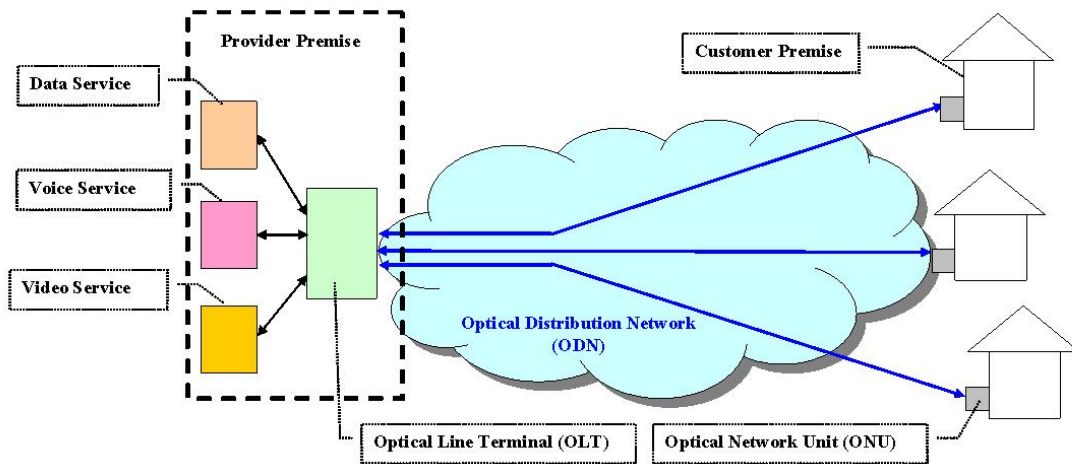 Provider Premise
Customer Premise
Data Service
Voice Service
Video Service
Optical Distribution Network
(ODN)
Optical Line Terminal (OLT)
Optical Network Unit (ONU)